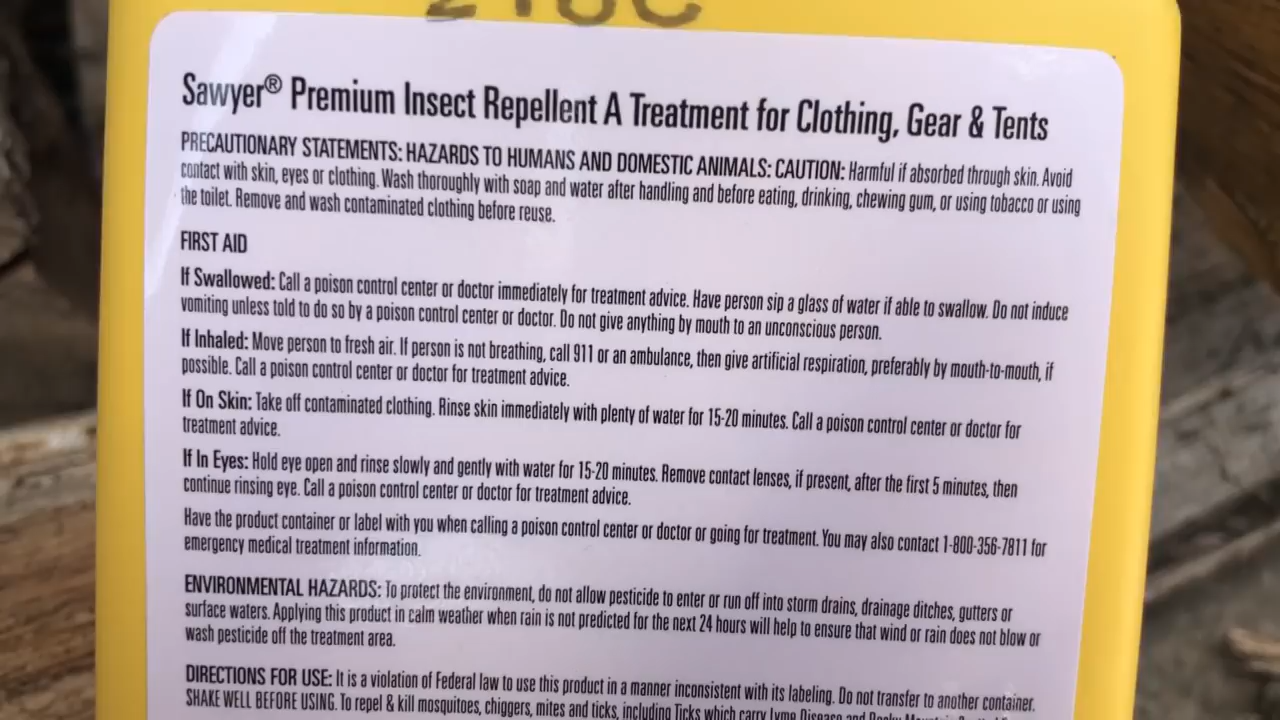 Sawyer® Premium Insect Repellent A Treatment for Clothing, Gear & Tents
PRECAUTIONARY STATEMENTS: HAZARDS TO HUMANS AND DOMESTIC ANIMALS: CAUTION: Harmful if absorbed through skin. Avoid
contact with skin, eyes or clothing. Wash thoroughly with soap and water after handling and before eating, drinking, chewing gum, or using tobacco or using
the toilet. Remove and wash contaminated clothing before reuse.
FIRST AID
If Swallowed: Call a poison control center or doctor immediately for treatment advice. Have person sip a glass of water if able to swallow. Do not induce
vomiting unless told to do so by a poison control center or doctor. Do not give anything by mouth to an unconscious person.
If Inhaled: Move person to fresh air. If person is not breathing, call 911 or an ambulance, then give artificial respiration, preferably by mouth-to-mouth, if
possible. Call a poison control center or doctor for treatment advice.
If On Skin: Take off contaminated clothing. Rinse skin immediately with plenty of water for 15-20 minutes. Call a poison control center or doctor for
treatment advice.
If In Eyes: Hold eye open and rinse slowly and gently with water for 15-20 minutes. Remove contact lenses, if present, after the first 5 minutes, then
continue rinsing eye. Call a poison control center or doctor for treatment advice.
Have the product container or label with you when calling a poison control center or doctor or going for treatment. You may also contact 1-800-356-7811 for
emergency medical treatment information.
ENVIRONMENTAL HAZARDS: To protect the environment, do not allow pesticide to enter or run off into storm drains, drainage ditches, gutters or
surface waters. Applying this product in calm weather when rain is not predicted for the next 24 hours will help to ensure that wind or rain does not blow or
wash pesticide off the treatment area.
DIRECTIONS FOR USE: It is a violation of Federal law to use this product in a manner inconsistent with its labeling. Do not transfer to another container.
SHAKE WELL BEFORE USING. To repel & kill mosquitoes, chiggers, mites and ticks, including Ticks which carry Lyme Disease and Rocky